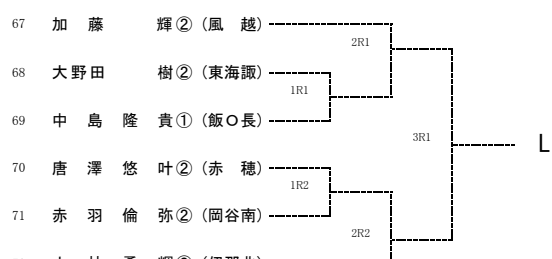 67 加藤 輝② (風越)
2R1
68 大野田 樹② (東海諏)
1R1
69 中島隆貴① (飯O長)
3R1
L
70 唐澤悠叶② (赤穂)
1R2
71 赤羽倫弥② (岡谷南)
2R2